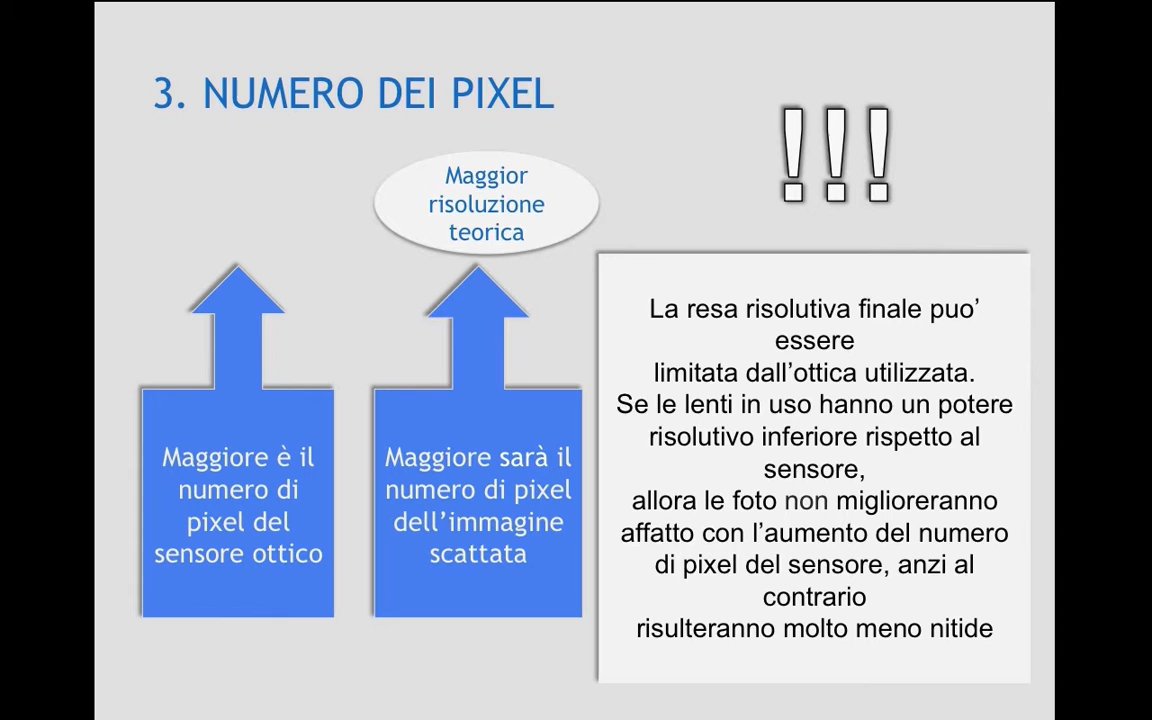 3. NUMERO DEI PIXEL
!!!
Maggior
risoluzione
teorica
Maggiore è il
numero di
pixel del
sensore ottico
Maggiore sarà il
numero di pixel
dell’immagine
scattata
La resa risolutiva finale puo’
essere
limitata dall’ottica utilizzata.
Se le lenti in uso hanno un potere
risolutivo inferiore rispetto al
sensore,
allora le foto non miglioreranno
affatto con l’aumento del numero
di pixel del sensore, anzi al
contrario
risulteranno molto meno nitide